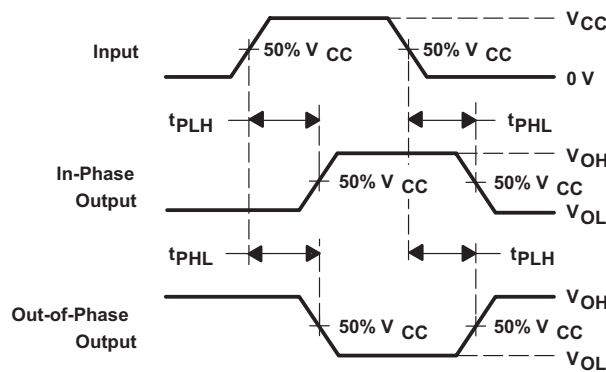 VCC
Input
50% VCC
50% VCC
0 V
tPLH
tPHL
In-Phase
Output
50% VCC
50% VCC
VOH
VOL
tPHL
tPLH
Out-of-Phase
Output
50% VCC
50% VCC
VOH
VOL